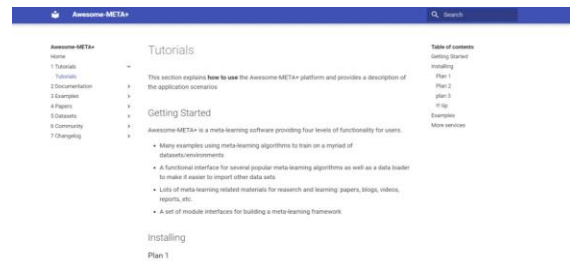 Awesome-META+
Search
Awesome-META+
Home
1 Tutorials
Tutorials
2 Documentation
3 Examples
4 Papers
5 Datasets
6 Community
7 Changelog
Tutorials
This section explains how to use the Awesome-META+ platform and provides a description of
the application scenarios
Getting Started
Awesome-META+ is a meta-learning software providing four levels of functionality for users.
• Many examples using meta-learning algorithms to train on a myriad of
datasets/environments
• A functional interface for several popular meta-learning algorithms as well as a data loader
to make it easier to import other data sets
• Lots of meta-learning related materials for research and learning: papers, blogs, videos,
reports, etc.
• A set of module interfaces for building a meta-learning framework
Installing
Plan 1
Table of contents
Getting Started
Installing
Plan 1
Plan 2
plan 3
Examples
More services